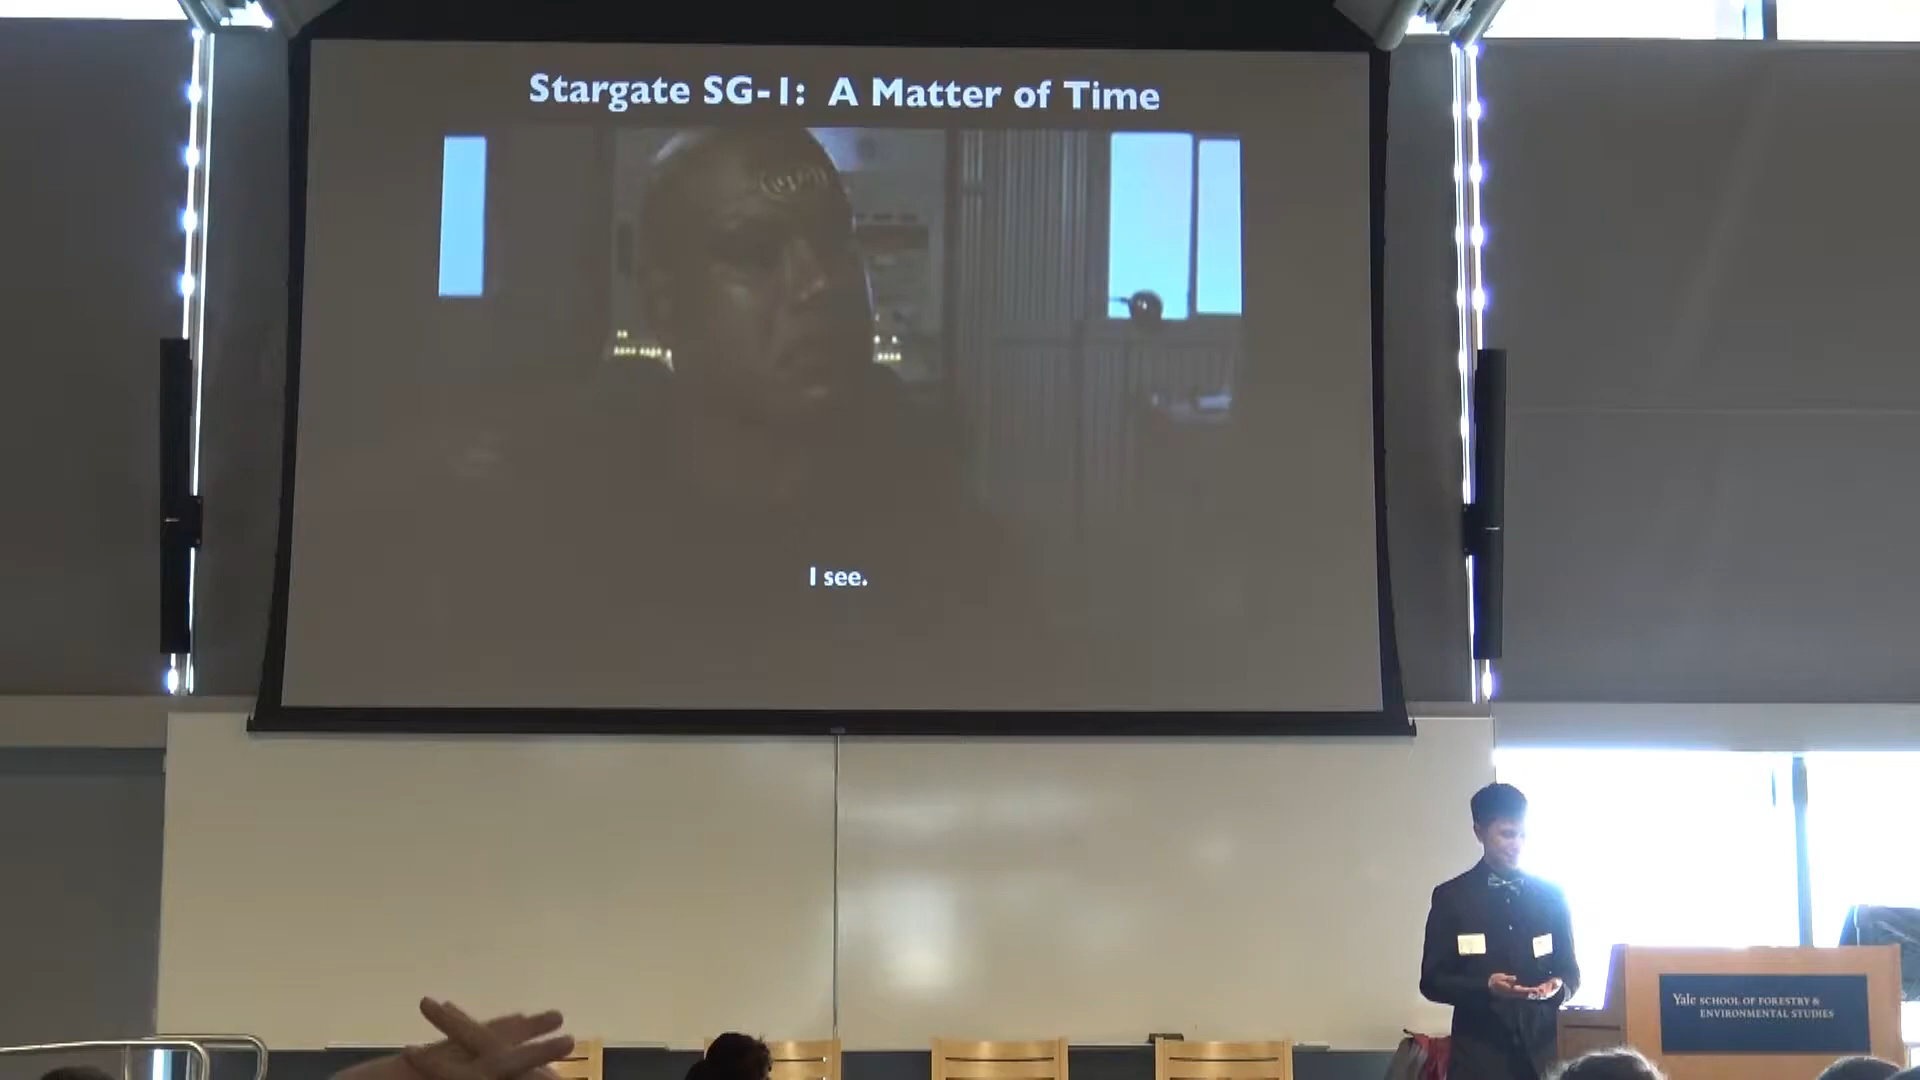 Stargate SG-1: A Matter of Time
I see.
Yale SCHOOL OF FORESTRY &
ENVIRONMENTAL STUDIES